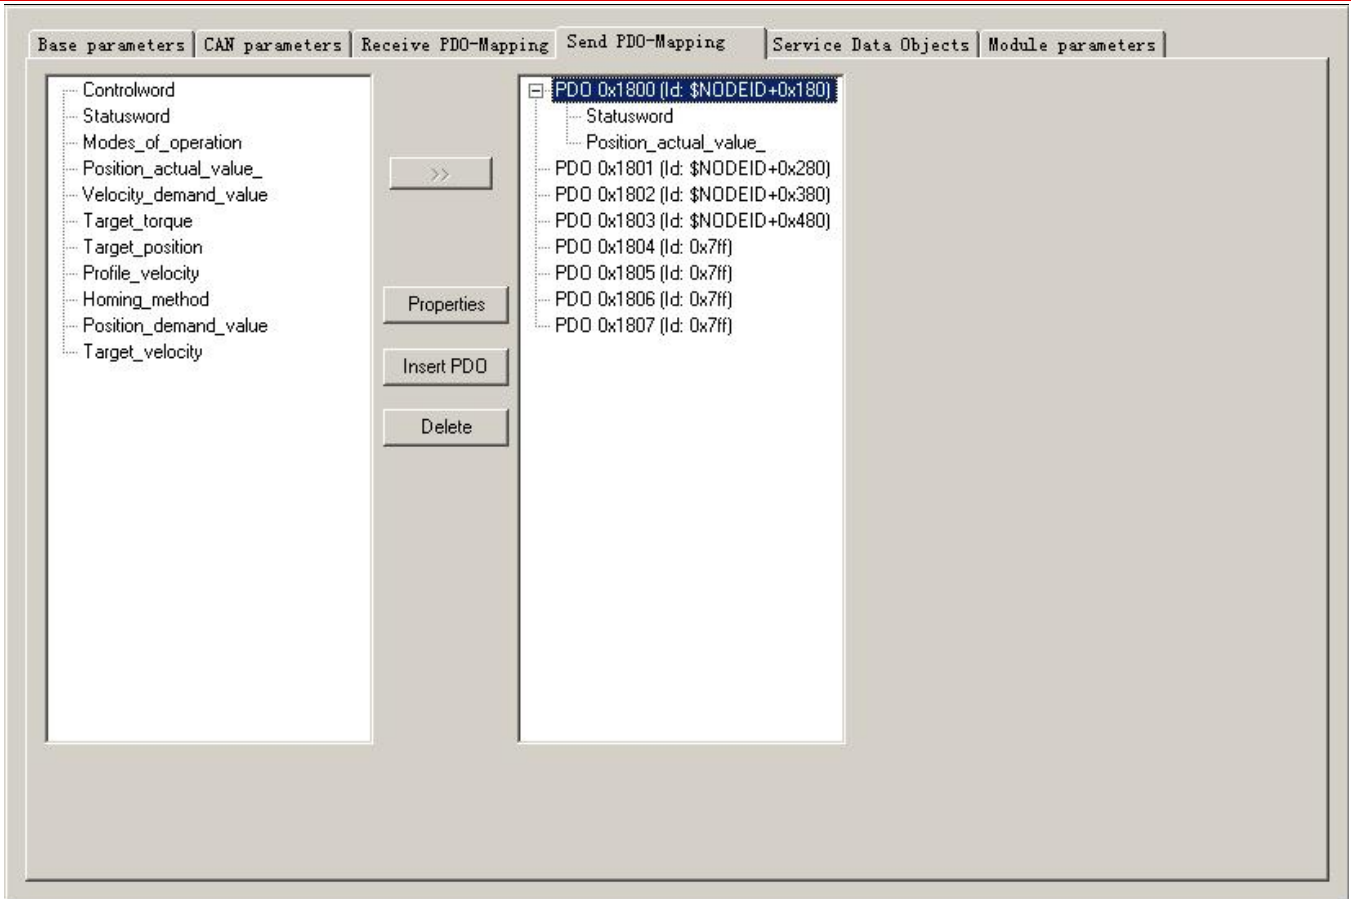 Base parameters
CAN parameters
Receive PDO-Mapping
Send PDO-Mapping
Service Data Objects
Module parameters
Controlword
Statusword
Modes_of_operation
Position_actual_value_
Velocity_demand_value
Target_torque
Target_position
Profile_velocity
Homing_method
Position_demand_value
Target_velocity
>>
Properties
Insert PDO
Delete
PDO 0x1800 (Id: $NODEID+0x180)
Statusword
Position_actual_value_
PDO 0x1801 (Id: $NODEID+0x280)
PDO 0x1802 (Id: $NODEID+0x380)
PDO 0x1803 (Id: $NODEID+0x480)
PDO 0x1804 (Id: 0x7ff)
PDO 0x1805 (Id: 0x7ff)
PDO 0x1806 (Id: 0x7ff)
PDO 0x1807 (Id: 0x7ff)